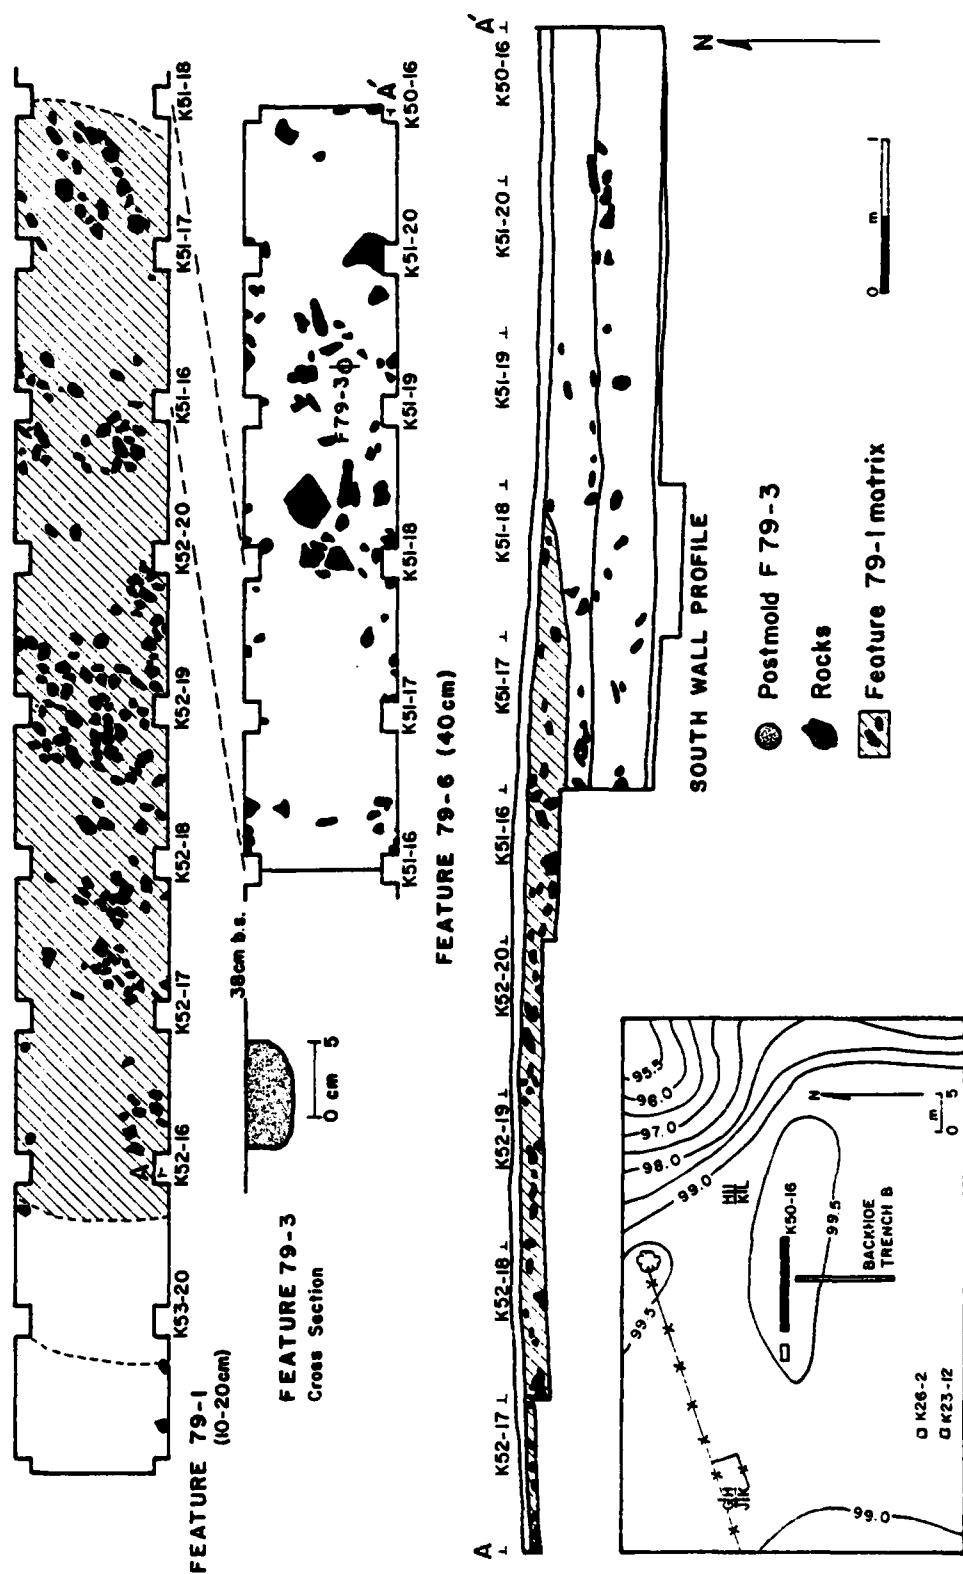 K51-18
K51-17
K51-16
K52-20
K52-19
K52-18
K52-17
K52-16
A
K53-20
FEATURE 79-1
(10-20cm)
A'
K50-16
K51-20
F79-3
K51-19
K51-18
K51-17
K51-16
FEATURE 79-6 (40cm)
38cm b.s.
0 cm 5
FEATURE 79-3
Cross Section
A
K52-17
K52-18
K52-19
K52-20
K51-16
K51-17
K51-18
K51-19
K51-20
K50-16
A'
SOUTH WALL PROFILE
Postmold F 79-3
Rocks
Feature 79-1 matrix
0 m 1
N
95.5
96.0
97.0
98.0
99.0
99.5
K50-16
99.5
BACKHOE
TRENCH B
N
0 m 5
K26-2
K23-12
99.0